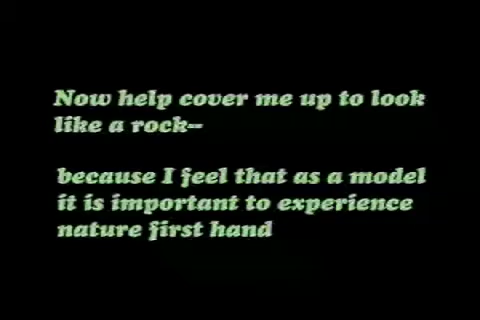 Now help cover me up to look
like a rock--
because I feel that as a model
it is important to experience
nature first hand